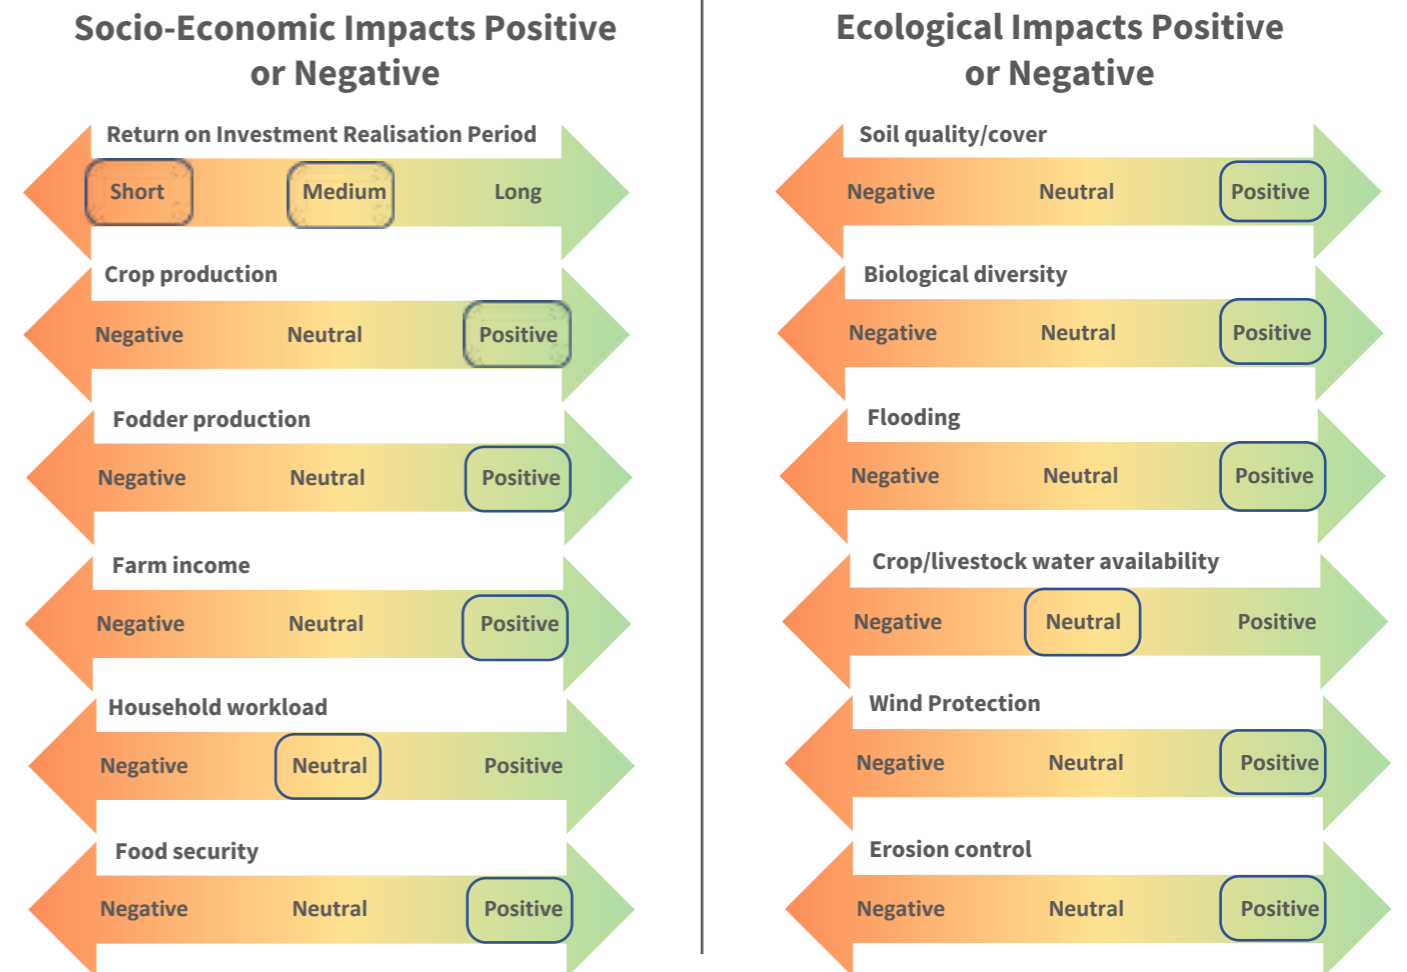 Socio-Economic Impacts Positive
or Negative
Return on Investment Realisation Period
Short Medium Long
Crop production
Negative Neutral Positive
Fodder production
Negative Neutral Positive
Farm income
Negative Neutral Positive
Household workload
Negative Neutral Positive
Food security
Negative Neutral Positive
Ecological Impacts Positive
or Negative
Soil quality/cover
Negative Neutral Positive
Biological diversity
Negative Neutral Positive
Flooding
Negative Neutral Positive
Crop/livestock water availability
Negative Neutral Positive
Wind Protection
Negative Neutral Positive
Erosion control
Negative Neutral Positive